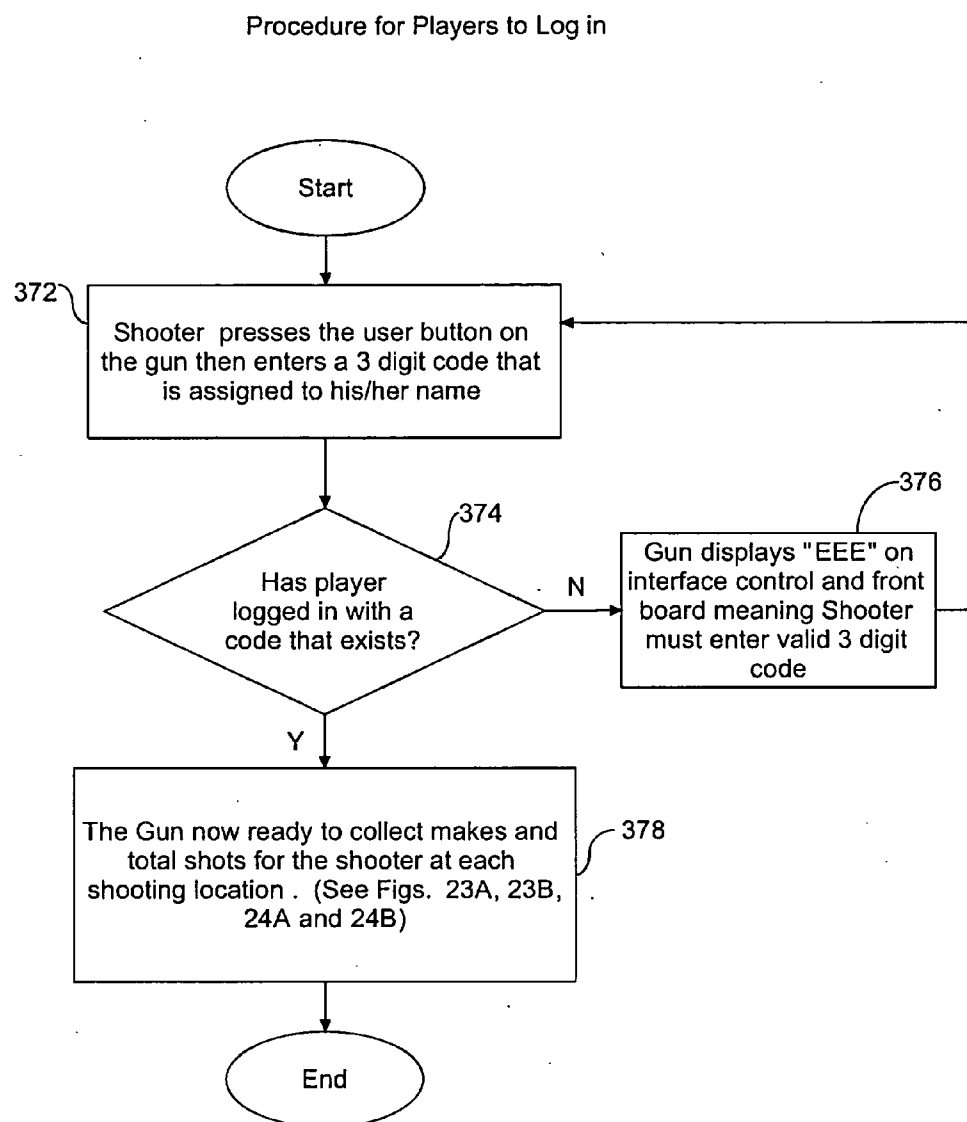 Procedure for Players to Log in
Start
372
Shooter presses the user button on
the gun then enters a 3 digit code that
is assigned to his/her name
374
Has player
logged in with a
code that exists?
N
376
Gun displays "EEE" on
interface control and front
board meaning Shooter
must enter valid 3 digit
code
Y
The Gun now ready to collect makes and
total shots for the shooter at each
shooting location . (See Figs. 23A, 23B,
24A and 24B)
378
End